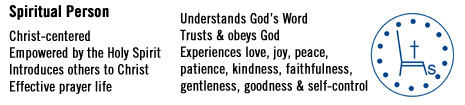 Spiritual Person
Christ-centered
Empowered by the Holy Spirit
Introduces others to Christ
Effective prayer life
Understands God's Word
Trusts & obeys God
Experiences love, joy, peace,
patience, kindness, faithfulness,
gentleness, goodness & self-control
S